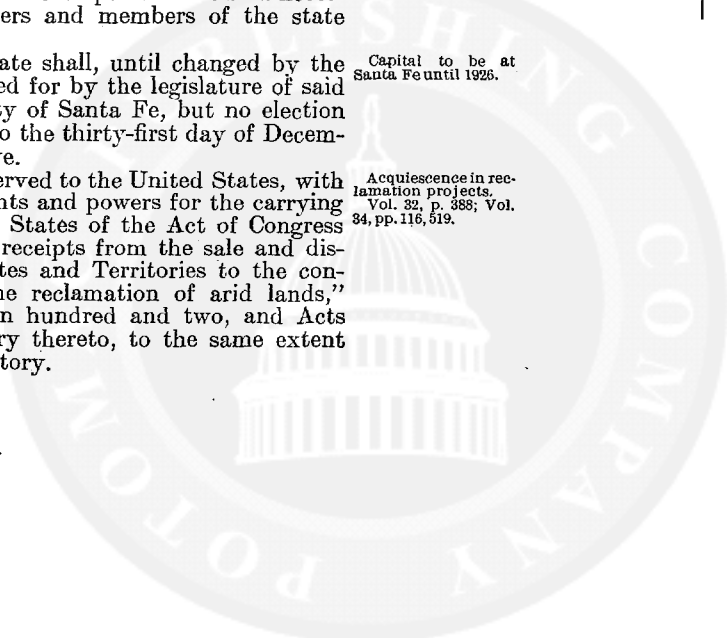 ers and members of the state
ate shall, until changed by the
ed for by the legislature of said
y of Santa Fe, but no election
o the thirty-first day of Decem-
e.
erved to the United States, with
nts and powers for the carrying
States of the Act of Congress
receipts from the sale and dis-
tes and Territories to the con-
e reclamation of arid lands,”
n hundred and two, and Acts
ry thereto, to the same extent
tory.
Capital to be at
Santa Fe until 1926.
Acquiescence in rec-
lamation projects.
Vol. 32, p. 388; Vol.
34, pp. 116, 519.
POTOM
PUBLISHING
COMPANY